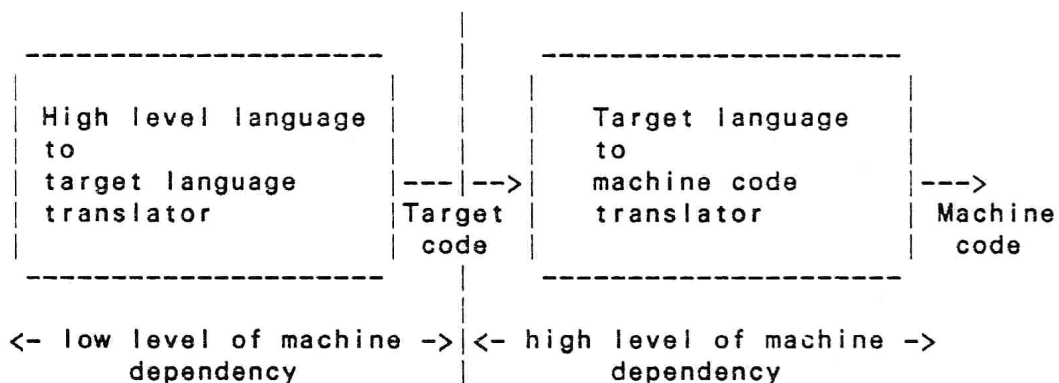 High level language
to
target language
translator
Target
code
Target language
to
machine code
translator
Machine
code
<- low level of machine ->
dependency
<- high level of machine ->
dependency